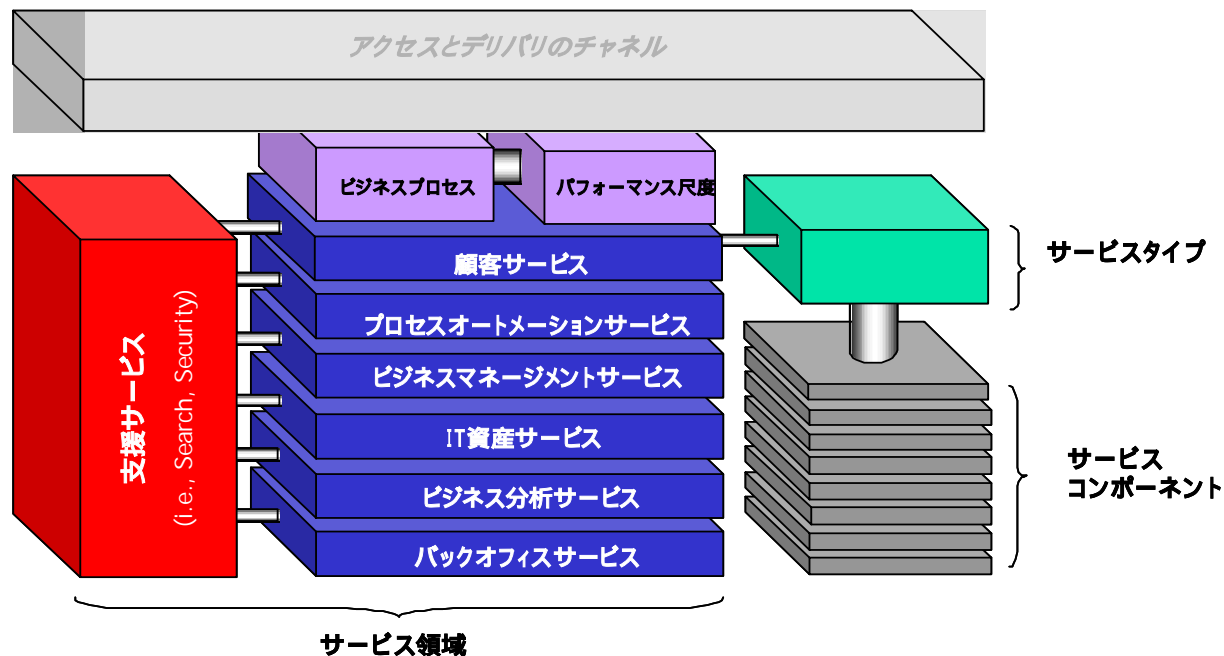 アクセスとデリバリのチャネル
ビジネスプロセス
パフォーマンス尺度
顧客サービス
プロセスオートメーションサービス
ビジネスマネージメントサービス
IT資産サービス
ビジネス分析サービス
バックオフィスサービス
支援サービス
(i.e., Search, Security)
サービスタイプ
サービス
コンポーネント
サービス領域